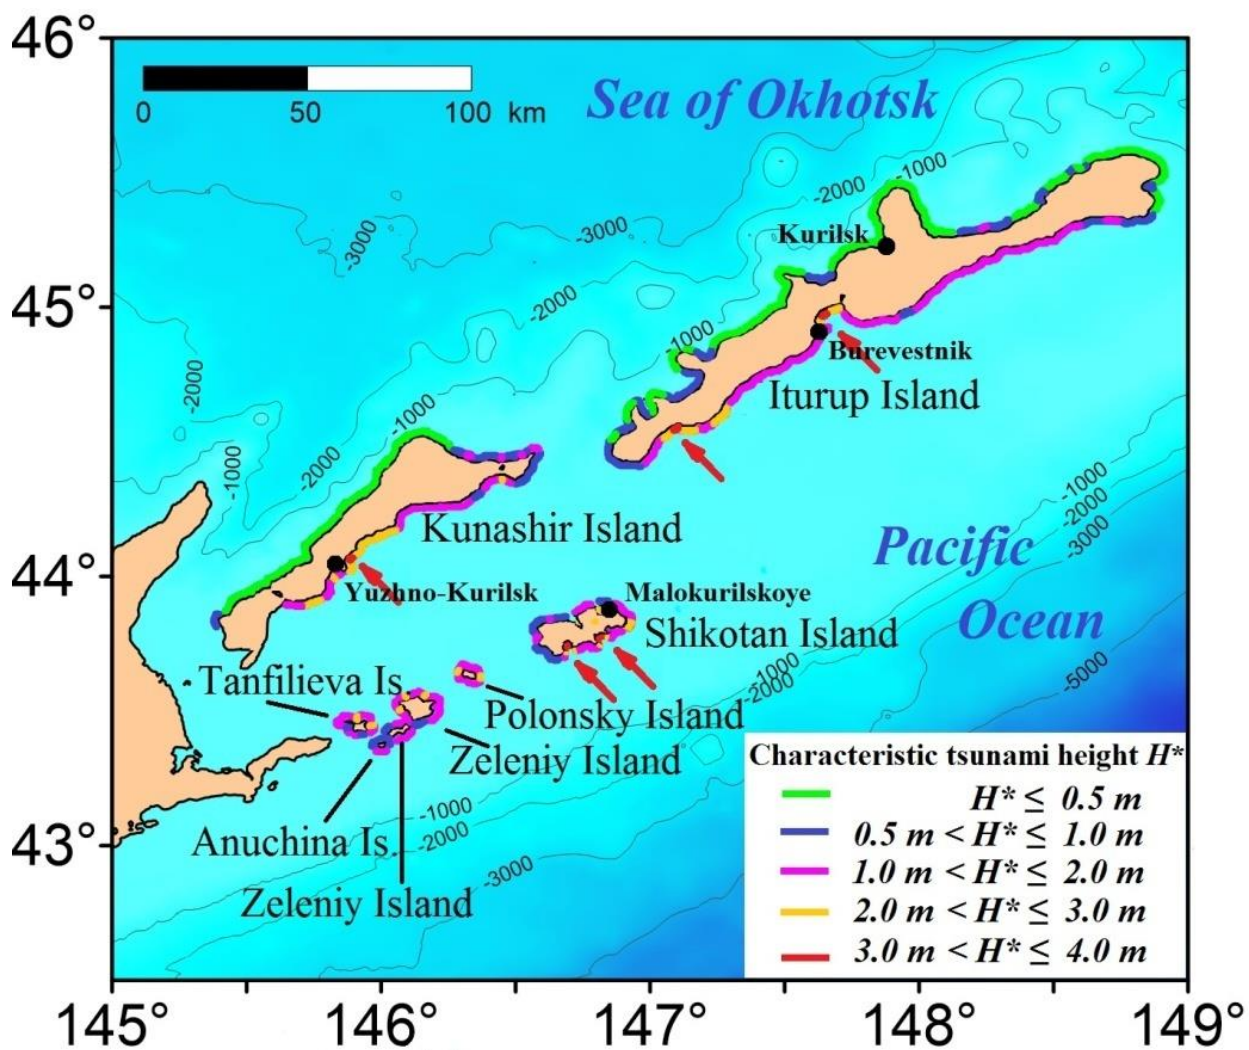 46°
Sea of Okhotsk
0 50 100 km
-1000
-2000
-3000
-3000
Kurilsk
45°
-2000
-1000
Burevestnik
-2000
Iturup Island
-1000
-1000
-2000
-1000
-2000
-3000
Kunashir Island
Pacific
44°
Yuzhno-Kurilsk
Malokurilskoye
Ocean
Shikotan Island
-1000
-2000
-5000
Tanfilieva Is.
Polonsky Island
Zeleniy Island
-1000
-2000
Anuchina Is.
43°
-3000
Zeleniy Island
Characteristic tsunami height H*
H* ≤ 0.5 m
0.5 m < H* ≤ 1.0 m
1.0 m < H* ≤ 2.0 m
2.0 m < H* ≤ 3.0 m
3.0 m < H* ≤ 4.0 m
145° 146° 147° 148° 149°